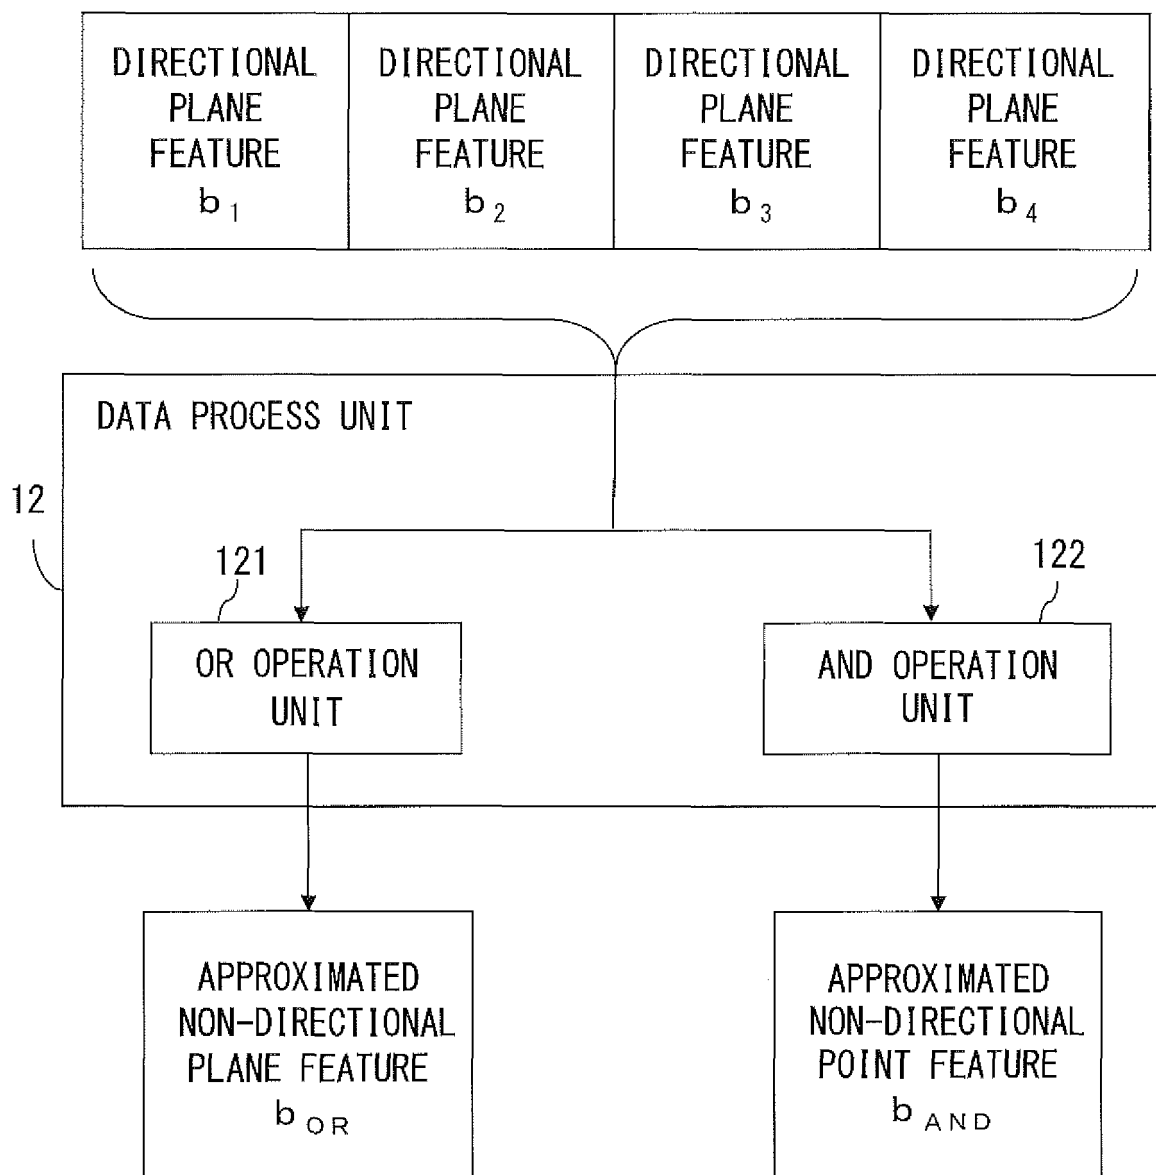 DIRECTIONAL
PLANE
FEATURE
b1
DIRECTIONAL
PLANE
FEATURE
b2
DIRECTIONAL
PLANE
FEATURE
b3
DIRECTIONAL
PLANE
FEATURE
b4
DATA PROCESS UNIT
12
121
122
OR OPERATION
UNIT
AND OPERATION
UNIT
APPROXIMATED
NON-DIRECTIONAL
PLANE FEATURE
bOR
APPROXIMATED
NON-DIRECTIONAL
POINT FEATURE
bAND